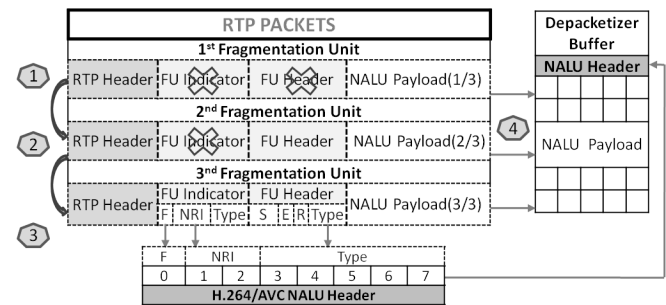 RTP PACKETS
1st Fragmentation Unit
1 RTP Header FU Indicator FU Header NALU Payload(1/3)
2nd Fragmentation Unit
2 RTP Header FU Indicator FU Header NALU Payload(2/3)
3nd Fragmentation Unit
FU Indicator FU Header
RTP Header NALU Payload(3/3)
F NRI Type S E R Type
3
4
Depacketizer
Buffer
NALU Header
NALU Payload
F NRI Type
0 1 2 3 4 5 6 7
H.264/AVC NALU Header